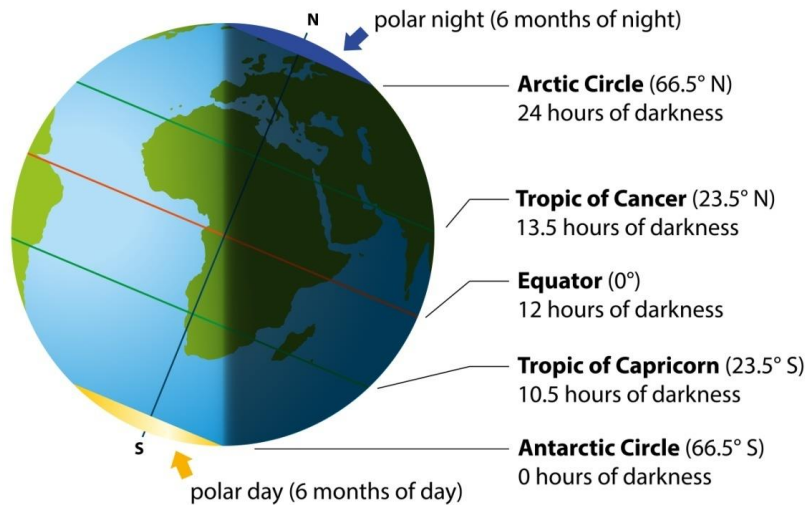 N
polar night (6 months of night)
Arctic Circle (66.5° N)
24 hours of darkness
Tropic of Cancer (23.5° N)
13.5 hours of darkness
Equator (0°)
12 hours of darkness
Tropic of Capricorn (23.5° S)
10.5 hours of darkness
Antarctic Circle (66.5° S)
0 hours of darkness
S
polar day (6 months of day)